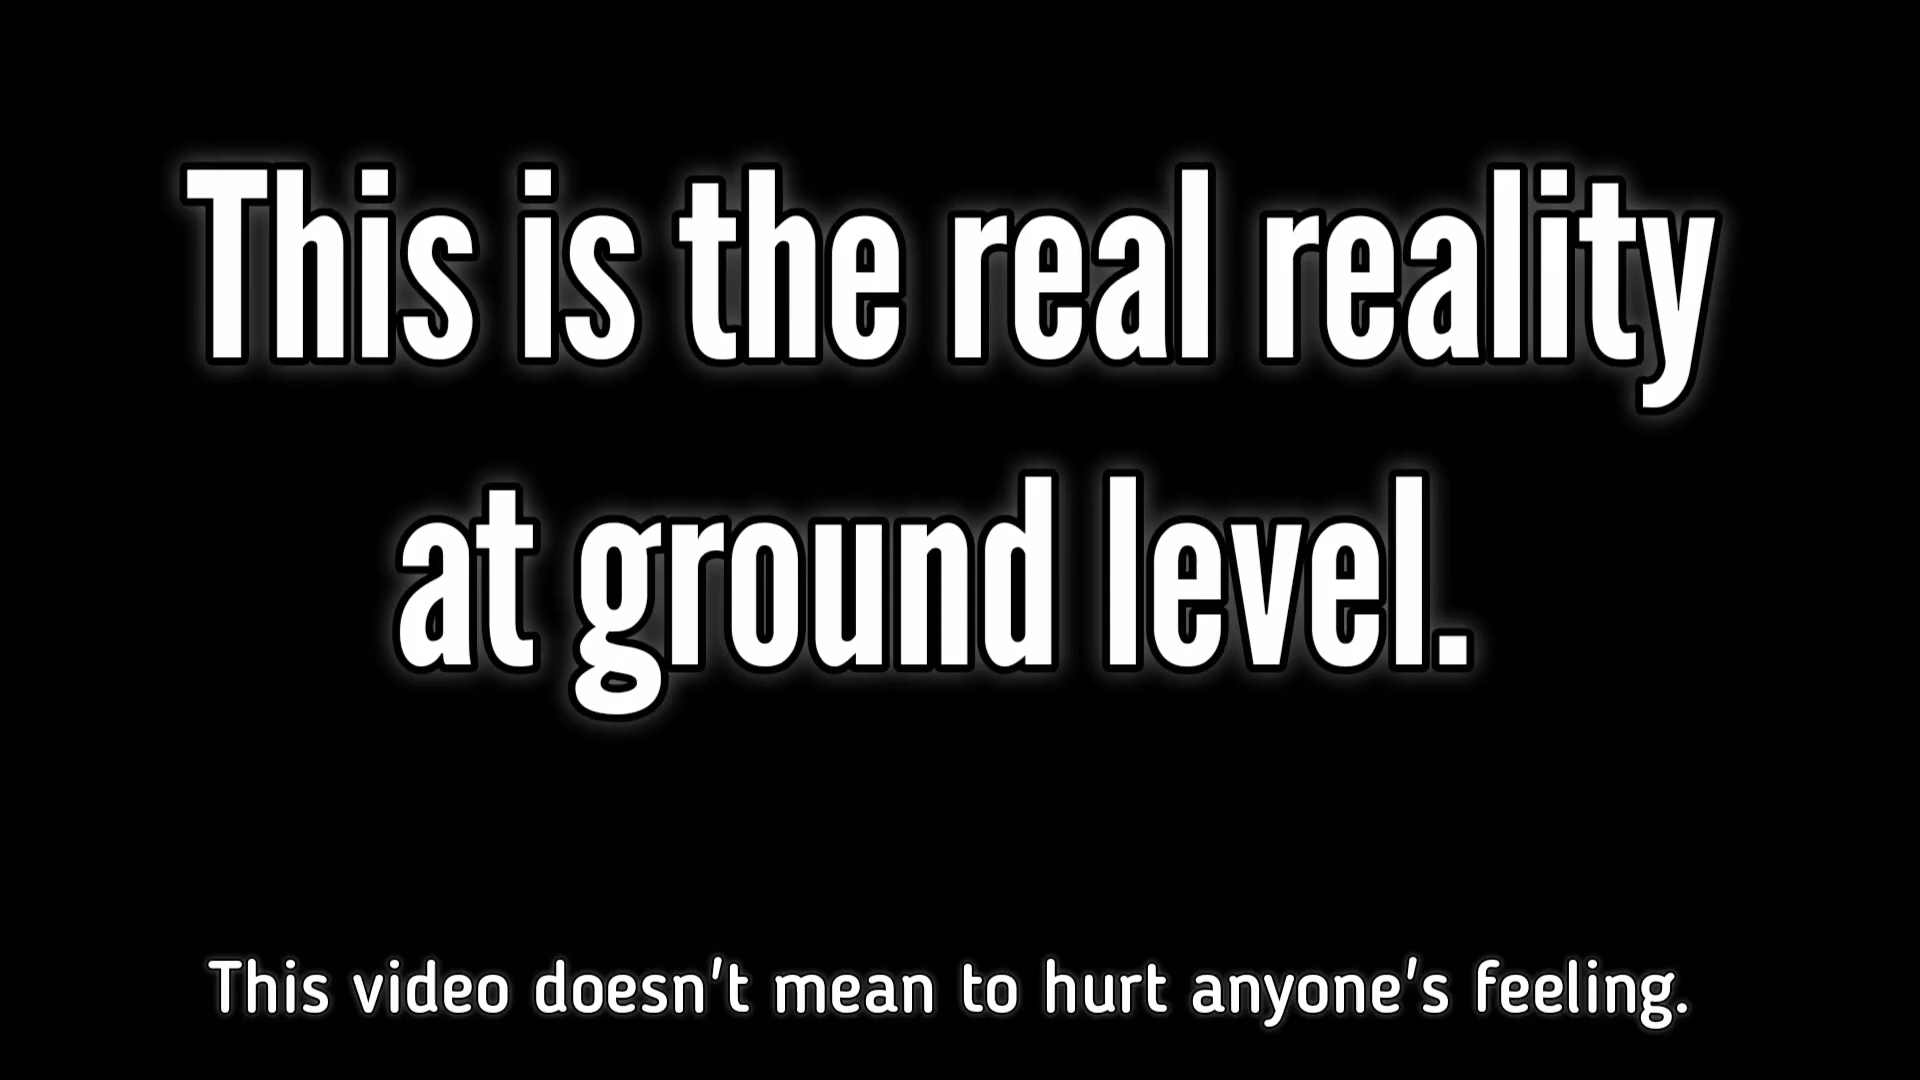 This is the real reality
at ground level.
This video doesn't mean to hurt anyone's feeling.